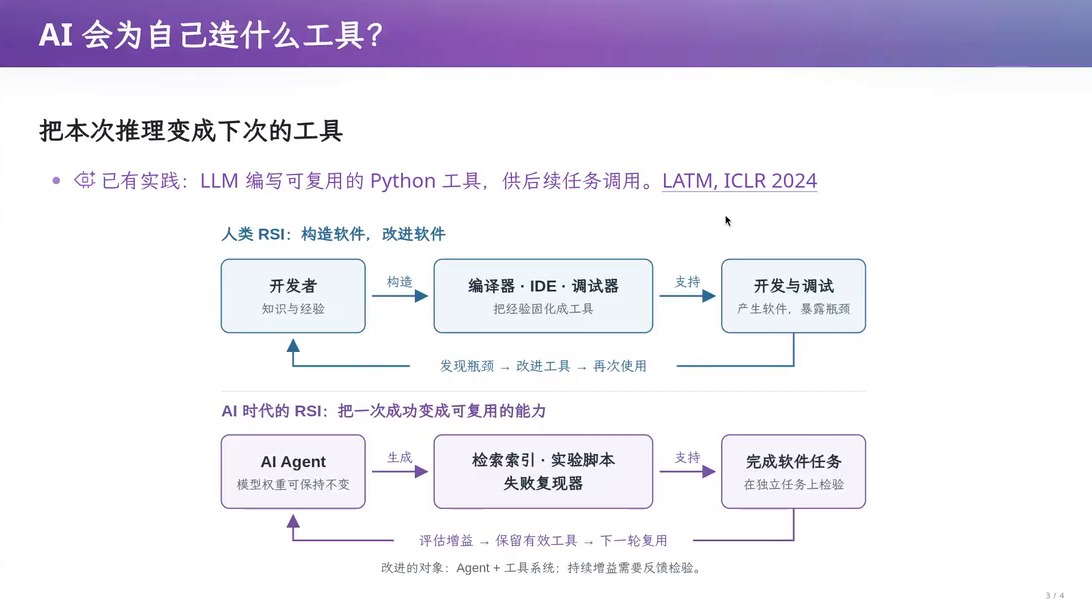 AI 会为自己造什么工具？
把本次推理变成下次的工具
已有实践：LLM 编写可复用的 Python 工具，供后续任务调用。LATM, ICLR 2024
人类 RSI：构造软件，改进软件
开发者
知识与经验
构造
编译器 · IDE · 调试器
把经验固化成工具
支持
开发与调试
产生软件，暴露瓶颈
发现瓶颈 → 改进工具 → 再次使用
AI 时代的 RSI：把一次成功变成可复用的能力
AI Agent
模型权重可保持不变
生成
检索索引 · 实验脚本
失败复现器
支持
完成软件任务
在独立任务上检验
评估增益 → 保留有效工具 → 下一轮复用
改进的对象：Agent + 工具系统；持续增益需要反馈检验。
3 / 4